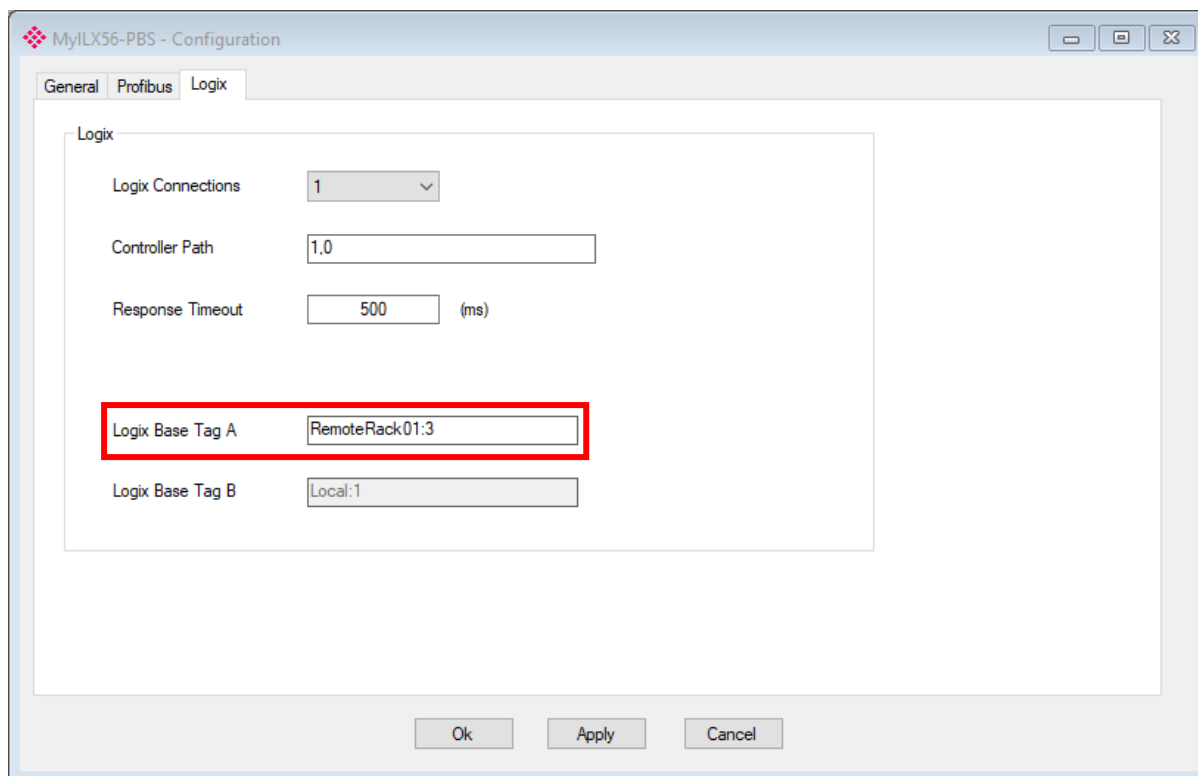 MyILX56-PBS - Configuration
General Profibus Logix
Logix
Logix Connections 1
Controller Path 1,0
Response Timeout 500 (ms)
Logix Base Tag A RemoteRack01:3
Logix Base Tag B Local:1
Ok Apply Cancel